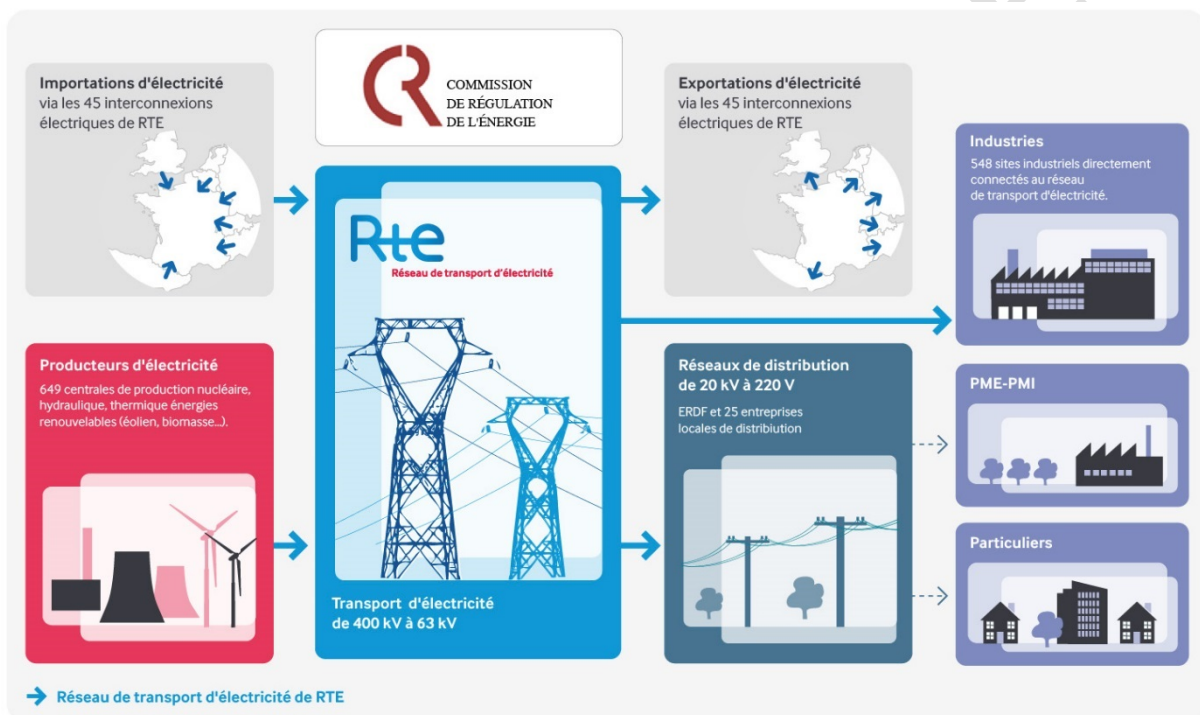 Importations d'électricité
via les 45 interconnexions
électriques de RTE
COMMISSION
DE RÉGULATION
DE L'ÉNERGIE
Exportations d'électricité
via les 45 interconnexions
électriques de RTE
Industries
548 sites industriels directement
connectés au réseau
de transport d'électricité.
Rte
Réseau de transport d'électricité
Producteurs d'électricité
649 centrales de production nucléaire,
hydraulique, thermique énergies
renouvelables (éolien, biomasse...).
Transport d'électricité
de 400 kV à 63 kV
Réseaux de distribution
de 20 kV à 220 V
ERDF et 25 entreprises
locales de distribiution
PME-PMI
Particuliers
Réseau de transport d'électricité de RTE